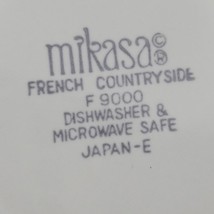 mikasa©®
FRENCH COUNTRYSIDE
F 9000
DISHWASHER &
MICROWAVE SAFE
JAPAN-E